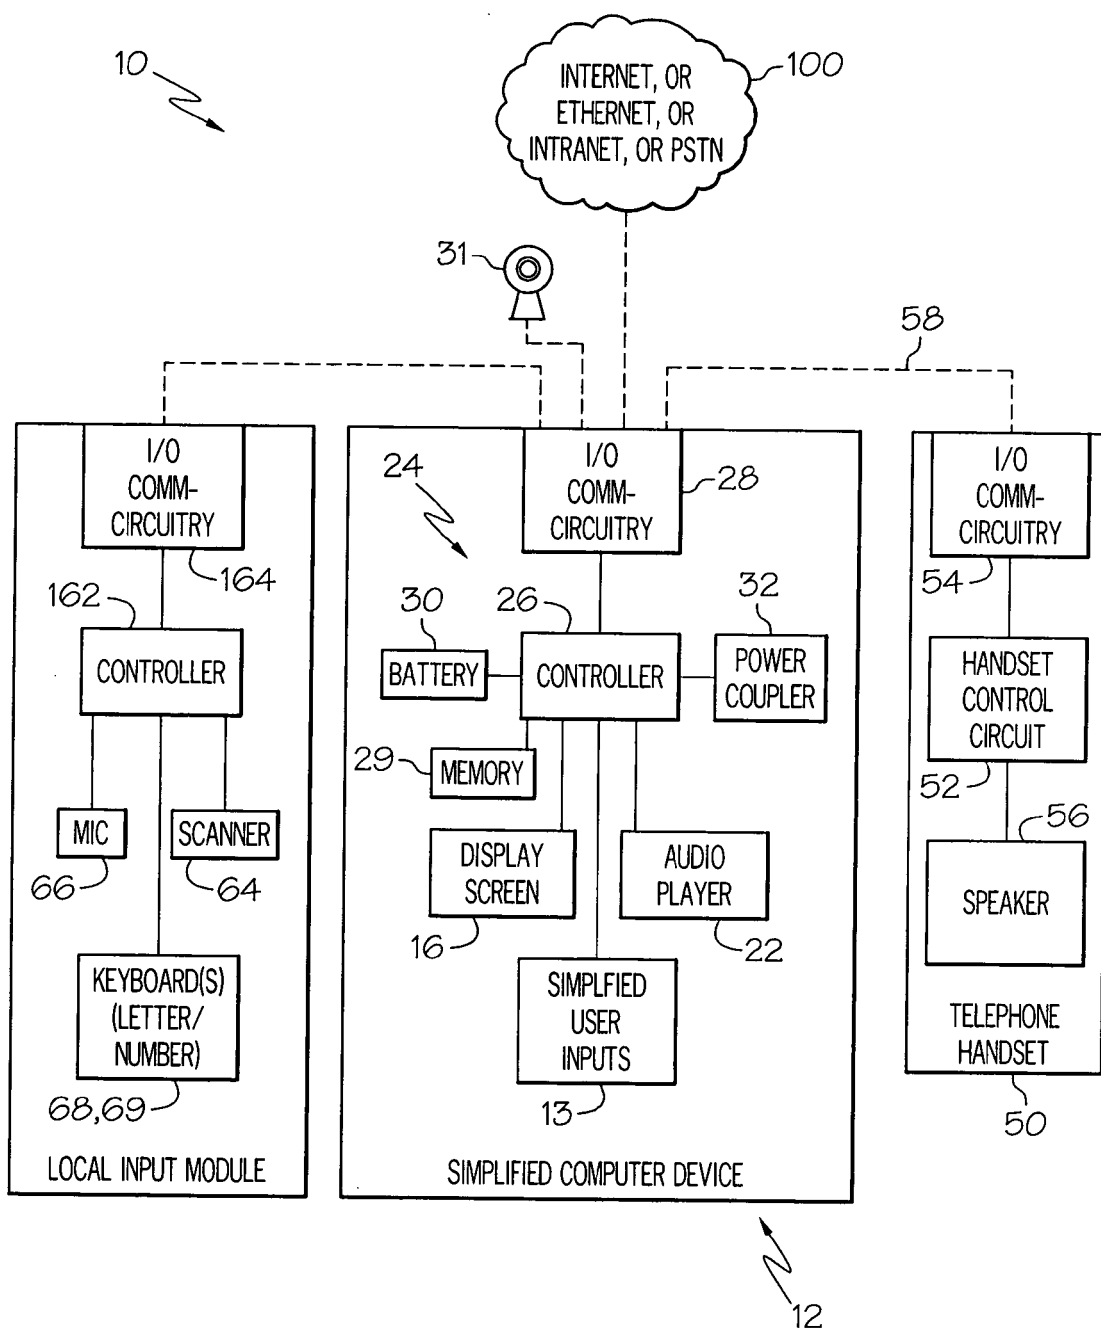 10
INTERNET, OR
ETHERNET, OR
INTRANET, OR PSTN
100
31
58
I/O
COMM-
CIRCUITRY
164
162
CONTROLLER
MIC
66
SCANNER
64
KEYBOARD(S)
(LETTER/
NUMBER)
68,69
LOCAL INPUT MODULE
24
I/O
COMM-
CIRCUITRY
28
30
BATTERY
26
CONTROLLER
32
POWER
COUPLER
29
MEMORY
DISPLAY
SCREEN
16
AUDIO
PLAYER
22
SIMPLFIED
USER
INPUTS
13
SIMPLIFIED COMPUTER DEVICE
12
I/O
COMM-
CIRCUITRY
54
HANDSET
CONTROL
CIRCUIT
52
56
SPEAKER
TELEPHONE
HANDSET
50